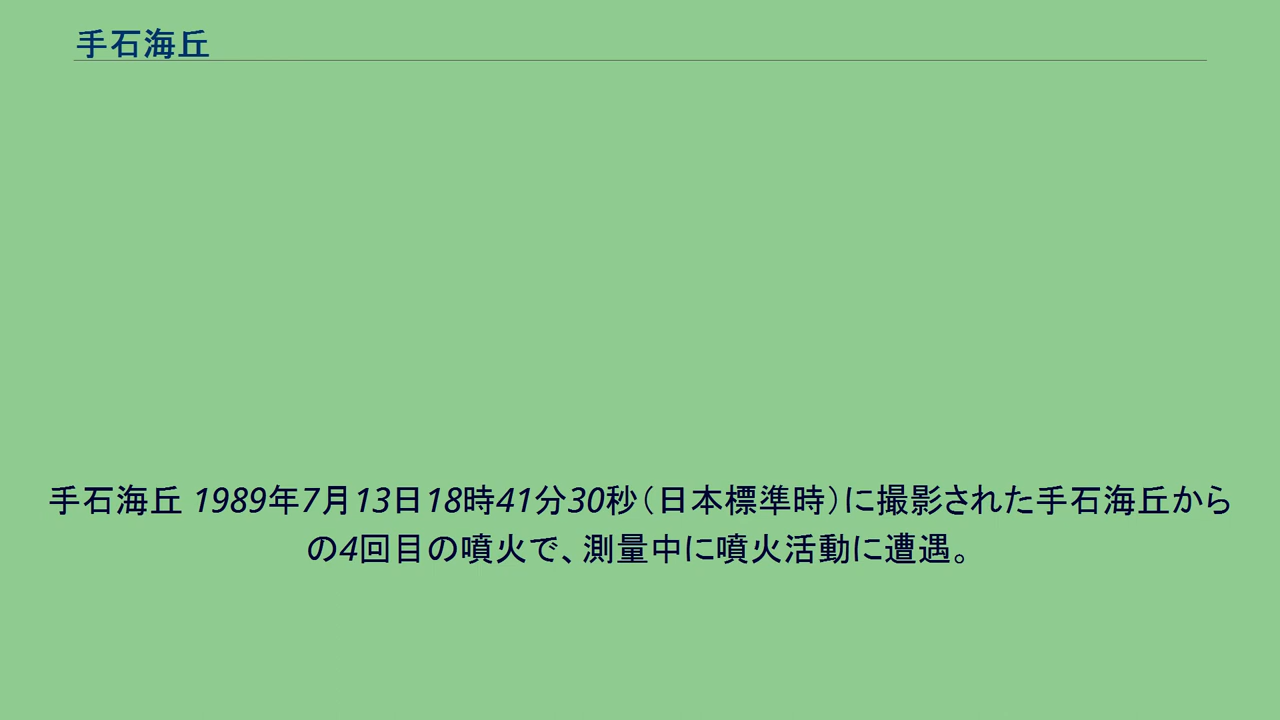 手石海丘
手石海丘 1989年7月13日18時41分30秒（日本標準時）に撮影された手石海丘から
の4回目の噴火で、測量中に噴火活動に遭遇。